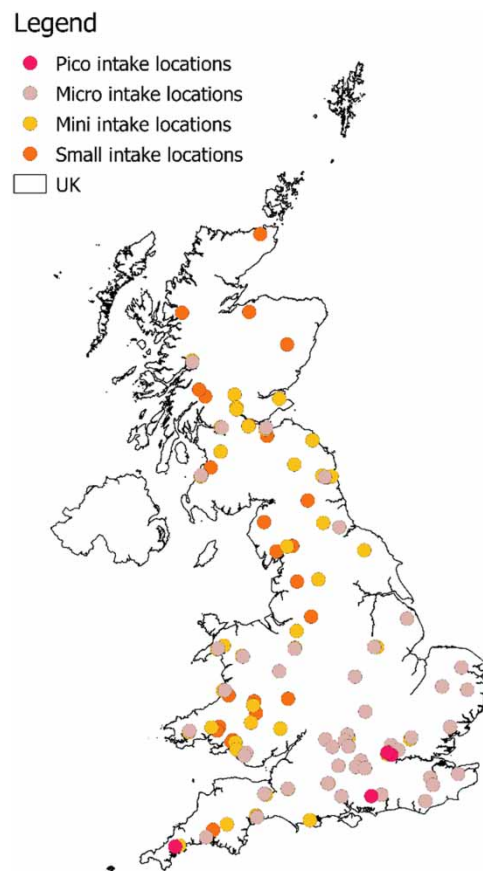 Legend
Pico intake locations
Micro intake locations
Mini intake locations
Small intake locations
UK